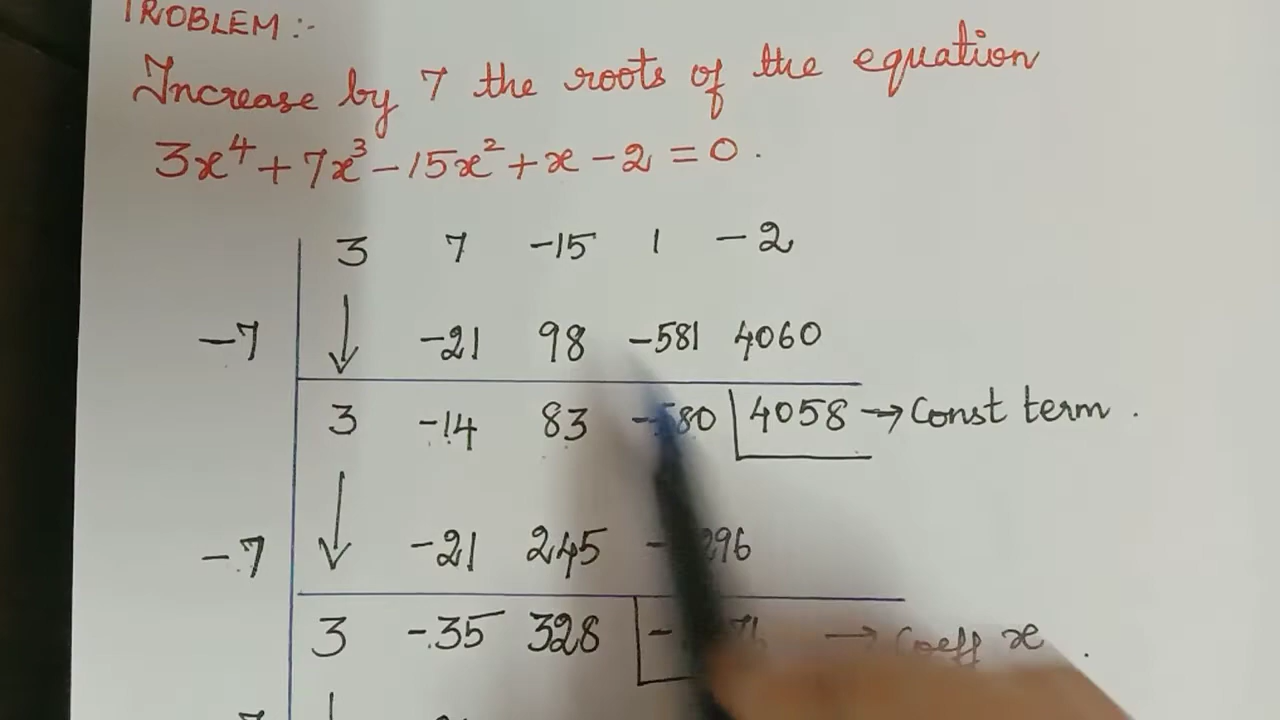 PROBLEM :-
Increase by 7 the roots of the equation
3x⁴ + 7x³ - 15x² + x - 2 = 0 .
3 7 -15 1 -2
-7 ↓ -21 98 -581 4060
3 -14 83 -580 4058 → Const term .
-7 ↓ -21 245
3 -35 328 → Coeff x .